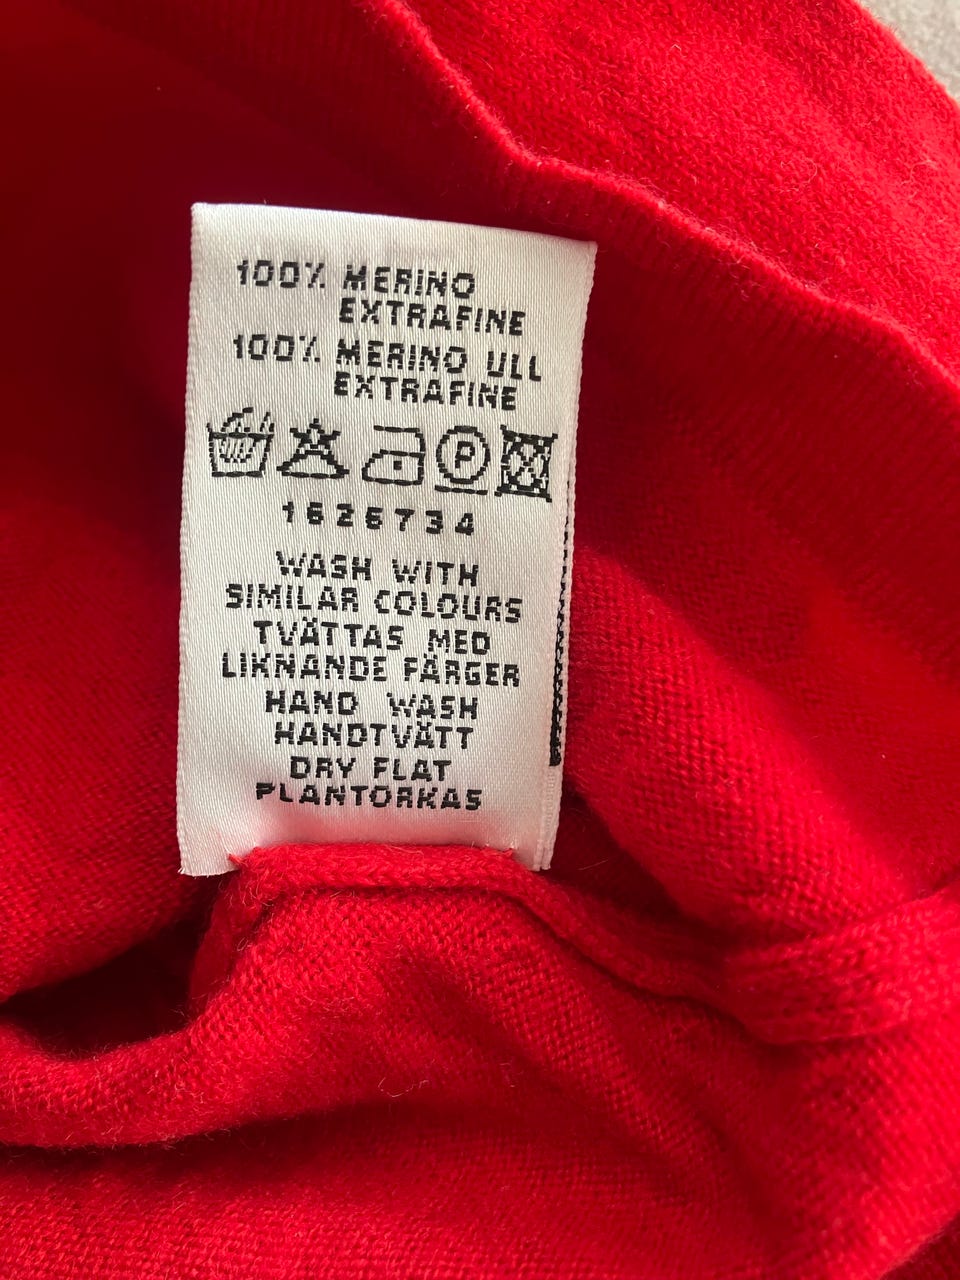 100% MERINO
EXTRAFINE
100% MERINO ULL
EXTRAFINE
P
1626734
WASH WITH
SIMILAR COLOURS
TVÄTTAS MED
LIKNANDE FÄRGER
HAND WASH
HANDTVÄTT
DRY FLAT
PLANTORKAS